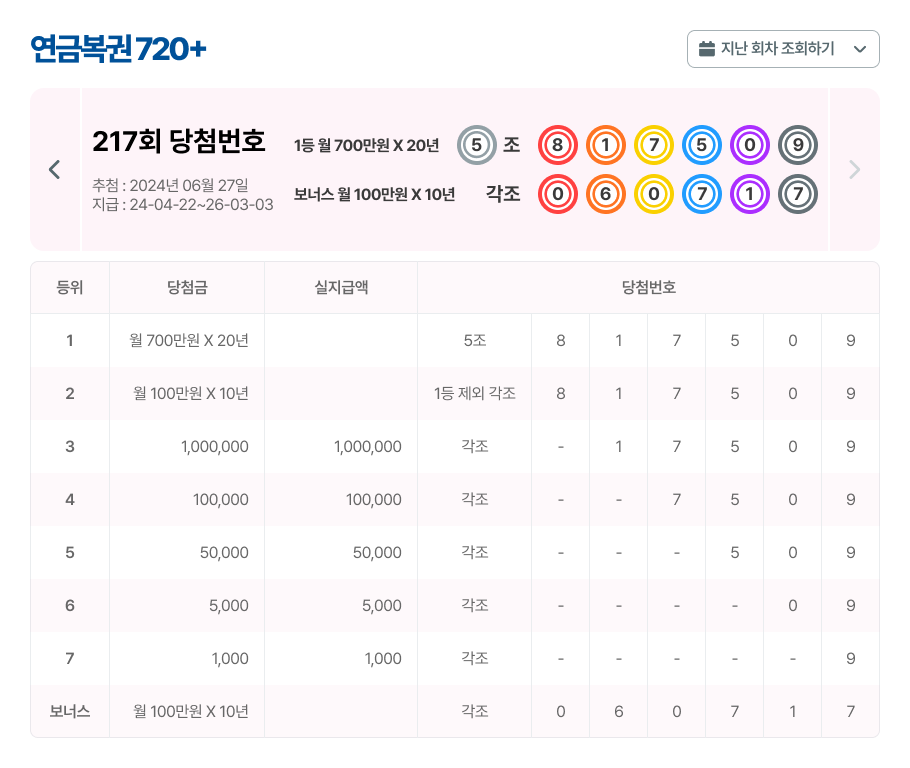 연금복권 720+
지난 회차 조회하기
217회 당첨번호
추첨 : 2024년 06월 27일
지급 : 24-04-22~26-03-03
1등 월 700만원 X 20년 5 조 8 1 7 5 0 9
보너스 월 100만원 X 10년 각조 0 6 0 7 1 7
등위 당첨금 실지급액 당첨번호
1 월 700만원 X 20년 5조 8 1 7 5 0 9
2 월 100만원 X 10년 1등 제외 각조 8 1 7 5 0 9
3 1,000,000 1,000,000 각조 - 1 7 5 0 9
4 100,000 100,000 각조 - - 7 5 0 9
5 50,000 50,000 각조 - - - 5 0 9
6 5,000 5,000 각조 - - - - 0 9
7 1,000 1,000 각조 - - - - - 9
보너스 월 100만원 X 10년 각조 0 6 0 7 1 7